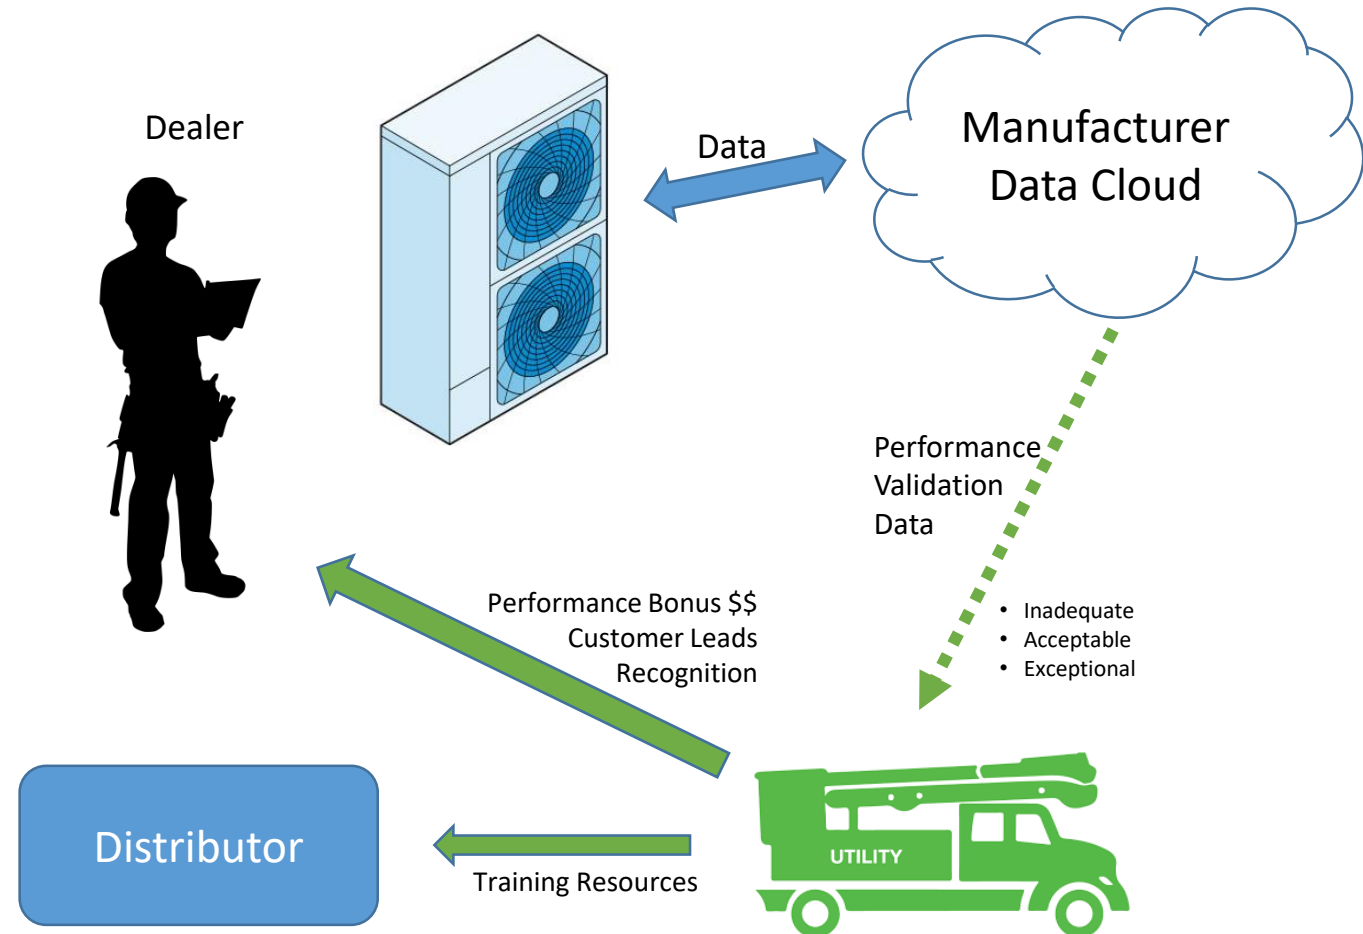 Dealer
Data
Manufacturer
Data Cloud
Performance
Validation
Data
• Inadequate
• Acceptable
• Exceptional
Performance Bonus $$
Customer Leads
Recognition
Distributor
Training Resources
UTILITY